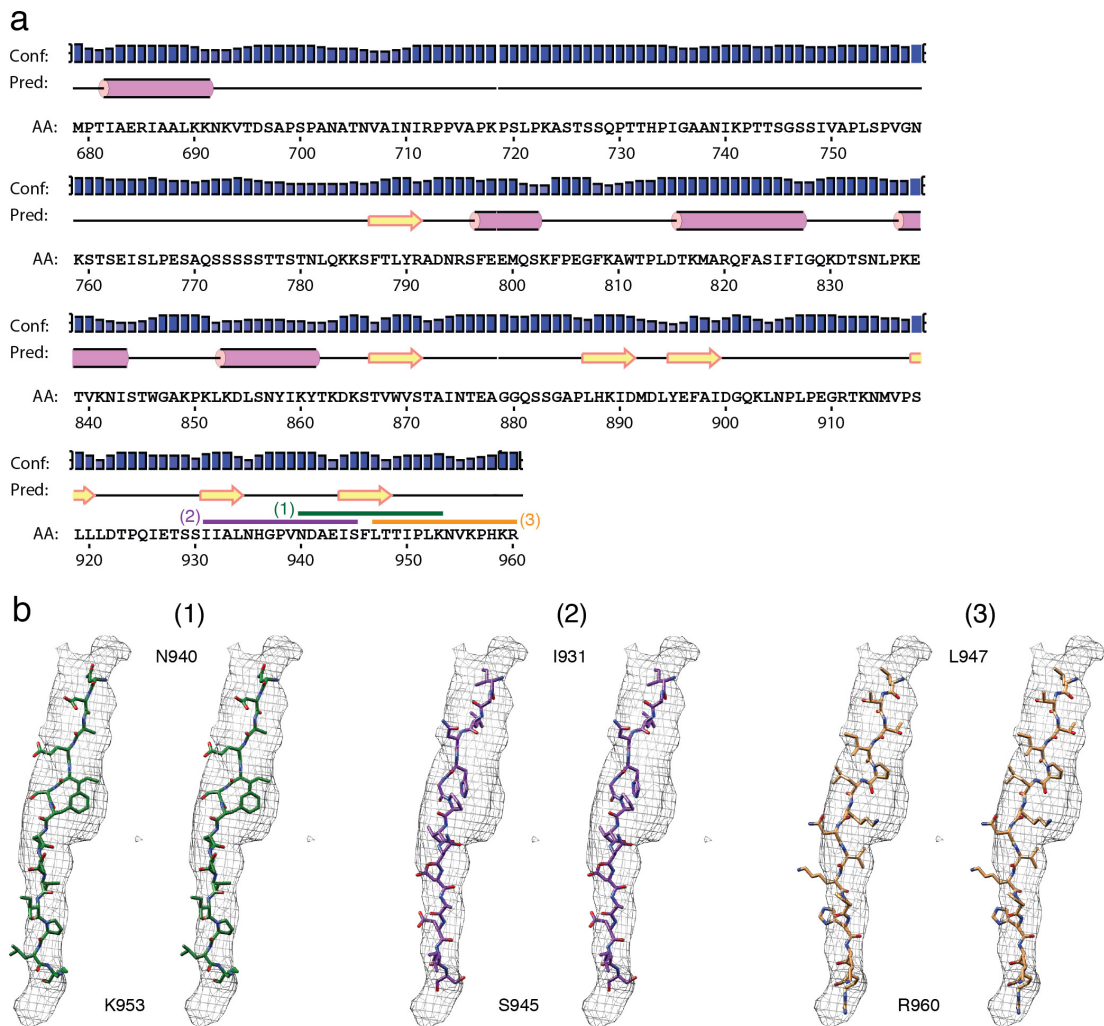 a
Conf:
Pred:
AA: MPTIAERIAALKKNKVTDSAPSPANATNVAINIRPPVAPKPSLPKASTSSQPTTHPIGAANIKPTTSGSSIVAPLSPVGN
680 690 700 710 720 730 740 750
Conf:
Pred:
AA: KSTSEISLPESAQSSSSSTTSTNLQKKSFTLYRADNRSFEEMQSKFPEGFKAWTPLDTKMARQFASIFIGQKDTSNLPKE
760 770 780 790 800 810 820 830
Conf:
Pred:
AA: TVKNISTWGAKPKLKDLSNYIKYTKDKSTVWVSTAINTEAGGQSSGAPLHKIDMDLYEFAIDGQKLNPLPEGRTKNMVPS
840 850 860 870 880 890 900 910
Conf:
Pred:
(2) (1) (3)
AA: LLLDTPQIETSSIIALNHGPVNDAEISFLTTIPLKNVKPHKR
920 930 940 950 960
b (1) (2) (3)
N940 I931 L947
K953 S945 R960